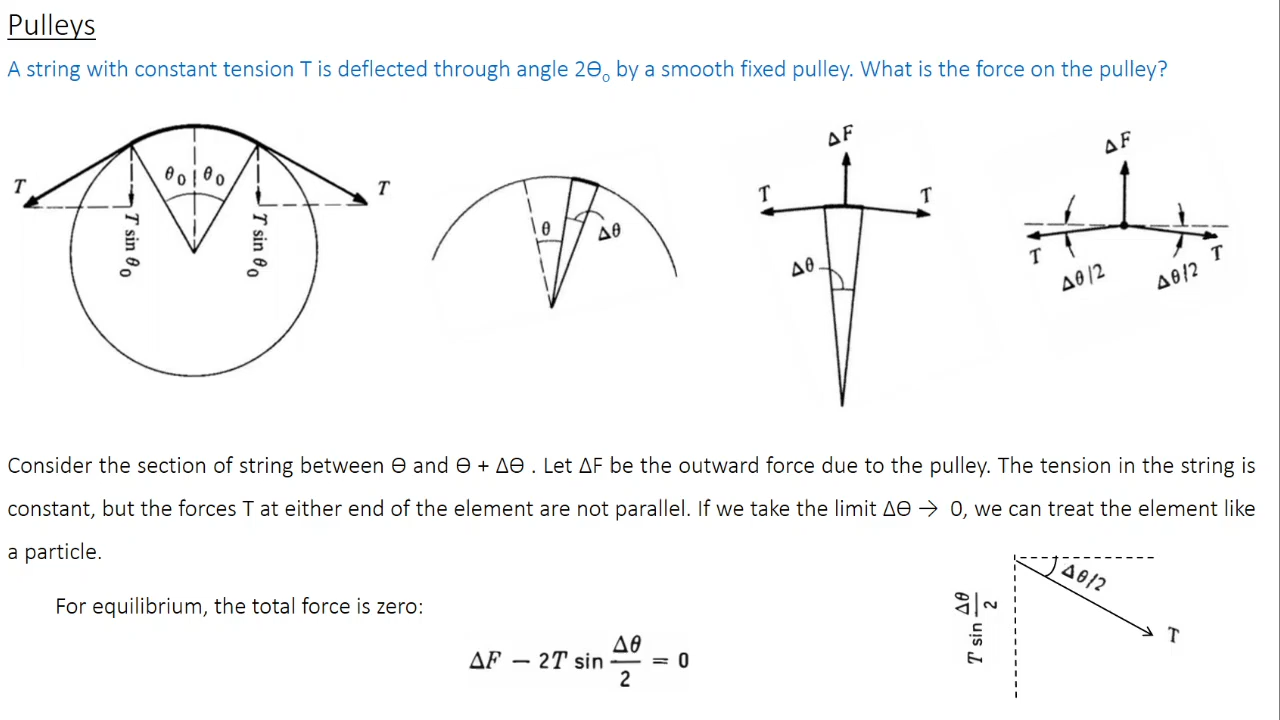 Pulleys
A string with constant tension T is deflected through angle 2Θₒ by a smooth fixed pulley. What is the force on the pulley?
T
θ₀ θ₀
T
T sin θ₀
T sin θ₀
θ
Δθ
ΔF
T
T
Δθ
ΔF
T
T
Δθ/2
Δθ/2
Consider the section of string between Θ and Θ + ΔΘ . Let ΔF be the outward force due to the pulley. The tension in the string is
constant, but the forces T at either end of the element are not parallel. If we take the limit ΔΘ → 0, we can treat the element like
a particle.
For equilibrium, the total force is zero:
ΔF − 2T sin Δθ/2 = 0
Δθ/2
T sin Δθ/2
T